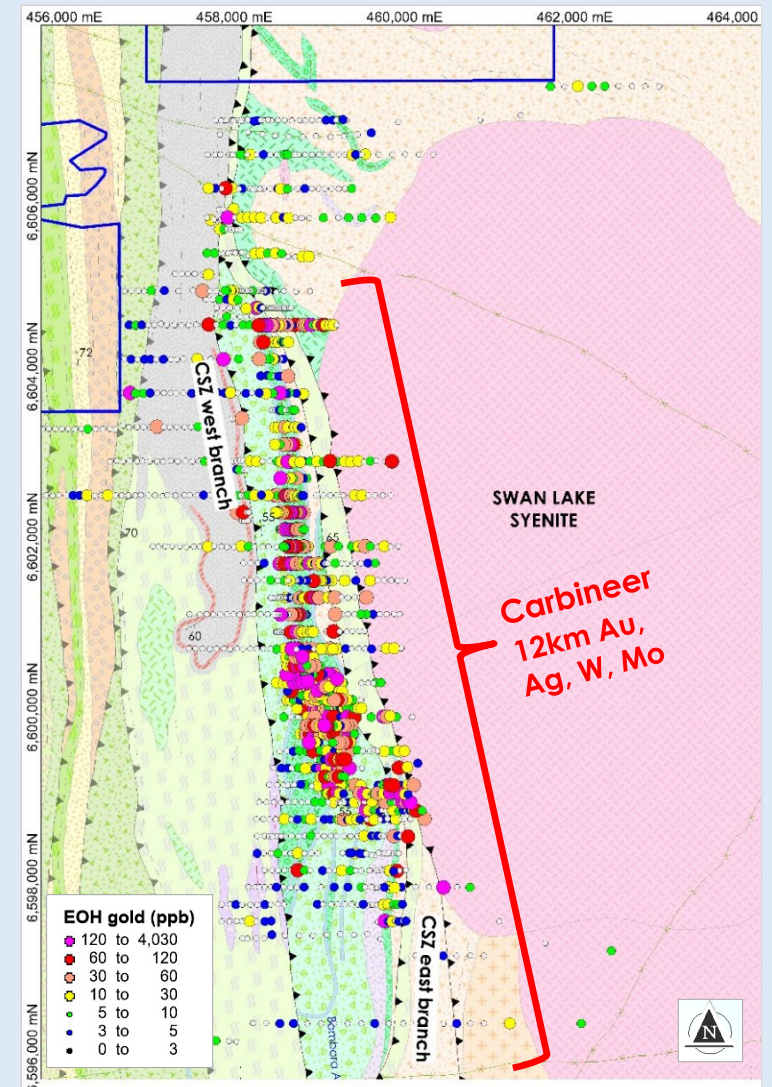 456,000 mE
458,000 mE
460,000 mE
462,000 mE
464,000
6,606,000 mN
6,604,000 mN
6,602,000 mN
6,600,000 mN
6,598,000 mN
6,596,000 mN
72
CSZ west branch
SWAN LAKE
SYENITE
55
65
70
Carbineer
12km Au,
Ag, W, Mo
60
55
CSZ east branch
EOH gold (ppb)
120 to 4,030
60 to 120
30 to 60
10 to 30
5 to 10
3 to 5
0 to 3
Bombora A
N